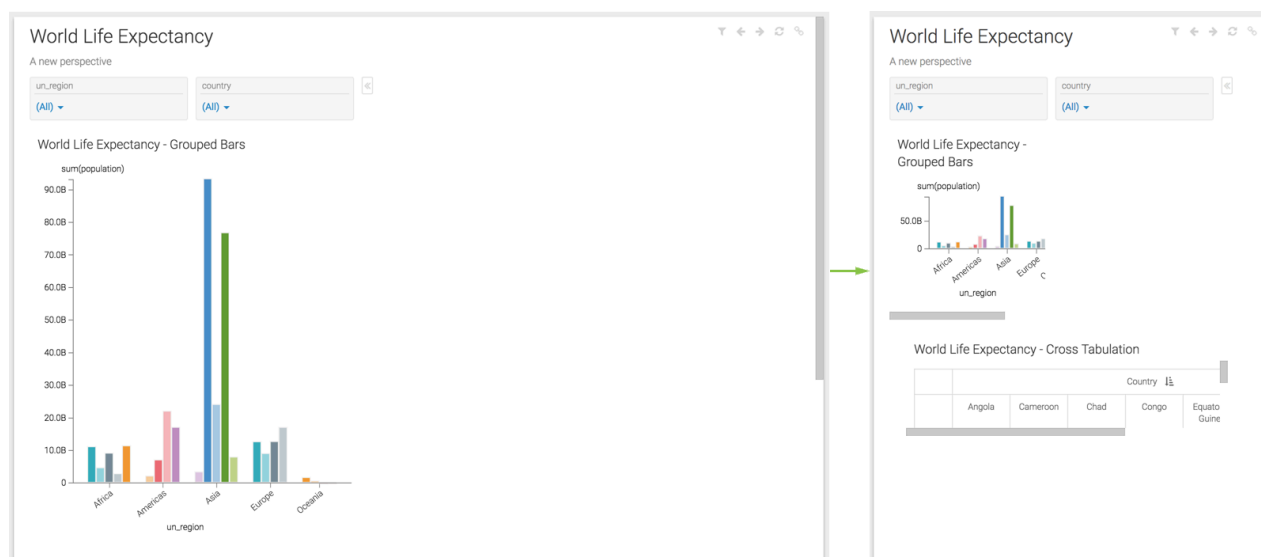 World Life Expectancy
A new perspective
un_region
country
(All)
(All)
World Life Expectancy - Grouped Bars
sum(population)
90.0B
80.0B
70.0B
60.0B
50.0B
40.0B
30.0B
20.0B
10.0B
0
Africa
Americas
Asia
Europe
Oceania
un_region
World Life Expectancy
A new perspective
un_region
country
(All)
(All)
World Life Expectancy -
Grouped Bars
sum(population)
50.0B
0
Africa
Americas
Asia
Europe
O
un_region
World Life Expectancy - Cross Tabulation
Country
Angola
Cameroon
Chad
Congo
Equato
Guine